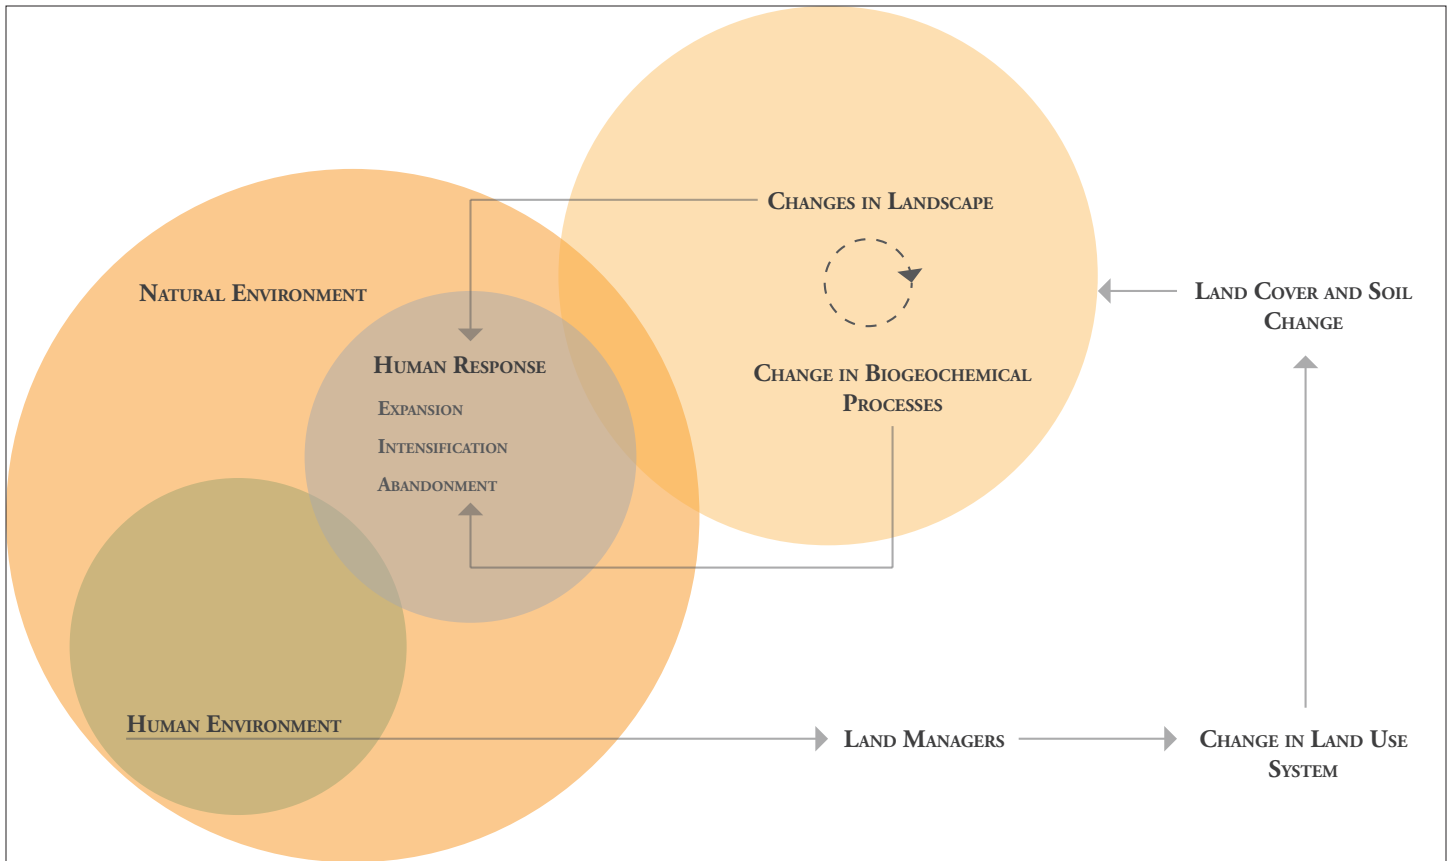 Changes in Landscape
Natural Environment
Land Cover and Soil
Change
Human Response
Expansion
Intensification
Abandonment
Change in Biogeochemical
Processes
Human Environment
Land Managers
Change in Land Use
System